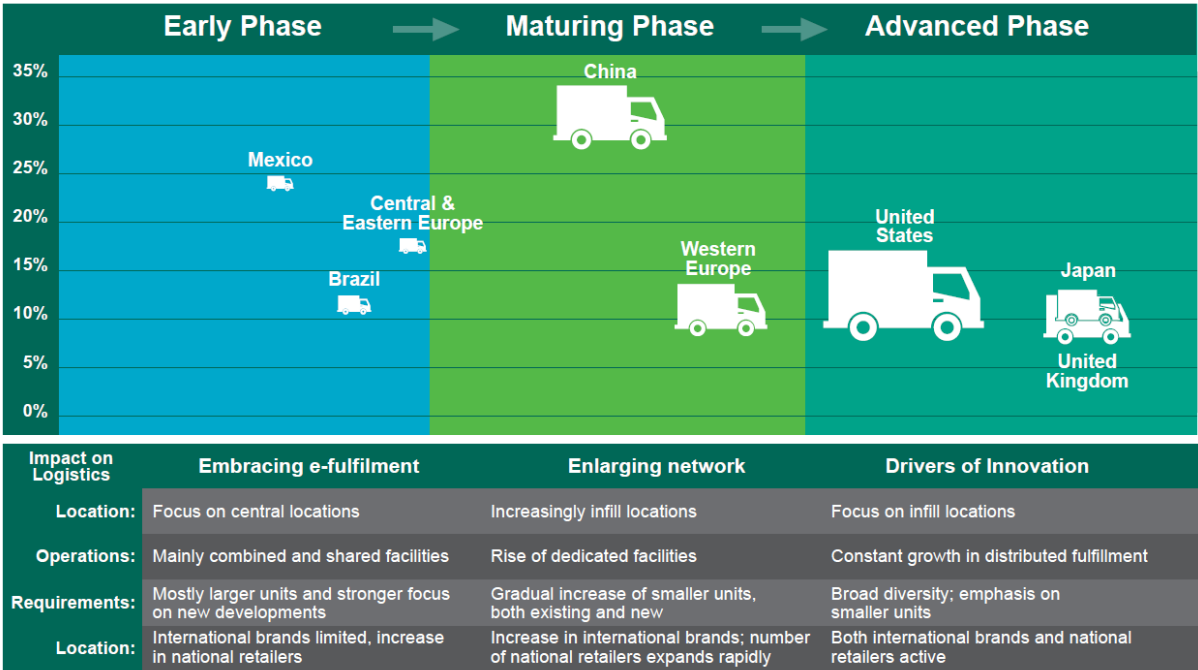 Early Phase
Maturing Phase
Advanced Phase
35%
30%
25%
20%
15%
10%
5%
0%
China
Mexico
Central &
Eastern Europe
Brazil
Western
Europe
United
States
Japan
United
Kingdom
Impact on
Logistics
Embracing e-fulfilment
Enlarging network
Drivers of Innovation
Location:
Focus on central locations
Increasingly infill locations
Focus on infill locations
Operations:
Mainly combined and shared facilities
Rise of dedicated facilities
Constant growth in distributed fulfillment
Requirements:
Mostly larger units and stronger focus
on new developments
Gradual increase of smaller units,
both existing and new
Broad diversity; emphasis on
smaller units
Location:
International brands limited, increase
in national retailers
Increase in international brands; number
of national retailers expands rapidly
Both international brands and national
retailers active